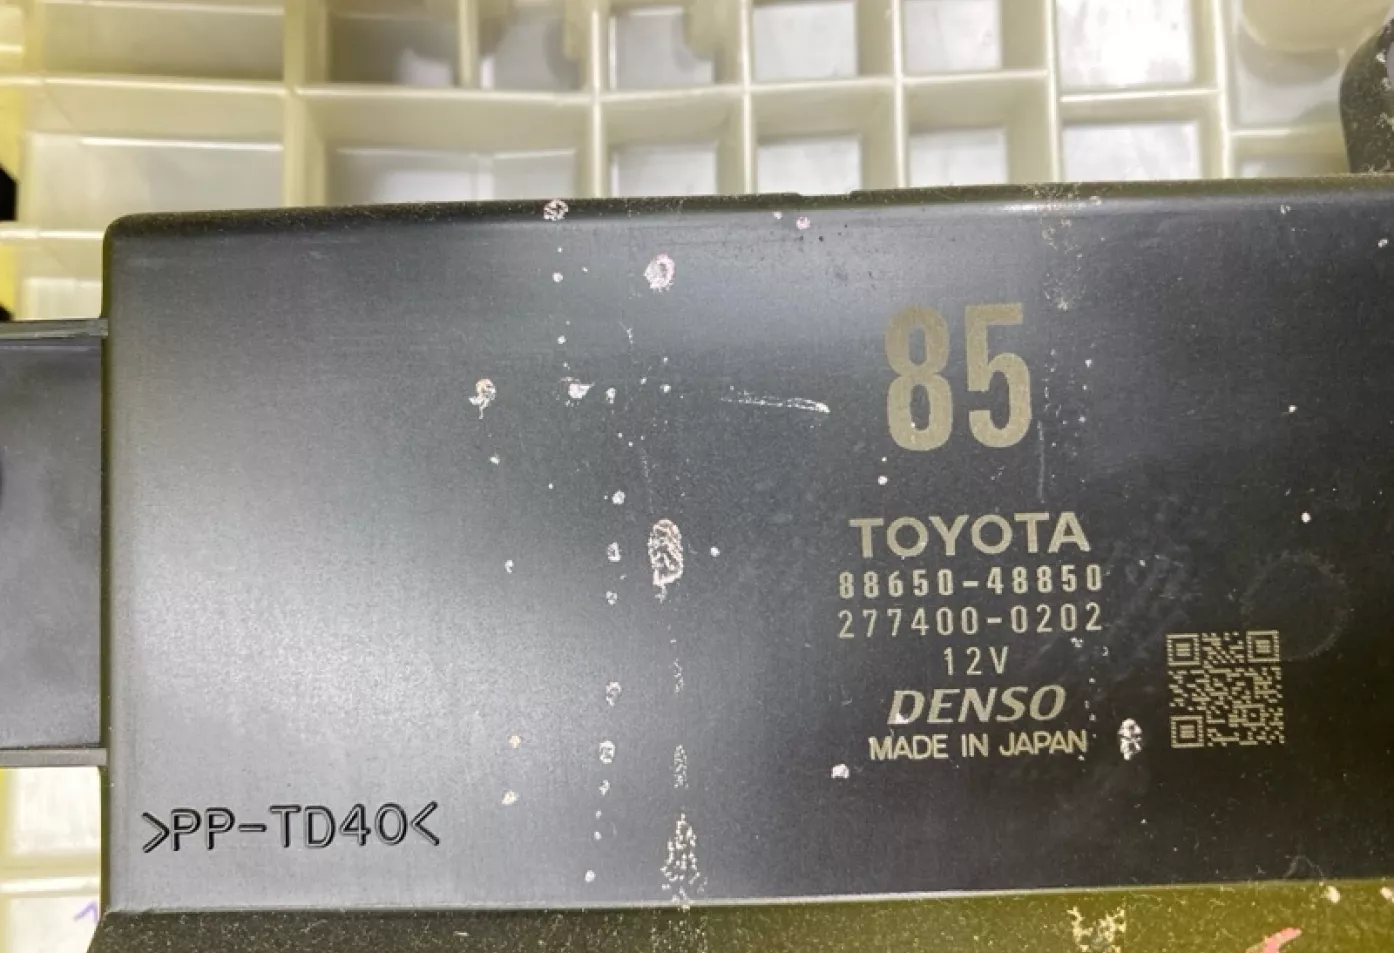 85
TOYOTA
88650-48850
277400-0202
12V
DENSO
MADE IN JAPAN
>PP-TD40<